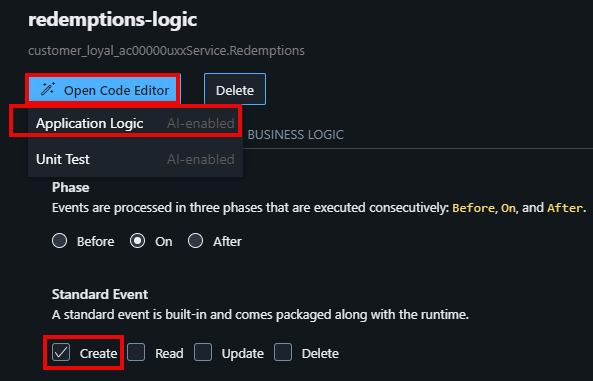 redemptions-logic
customer_loyal_ac00000uxxService.Redemptions
Open Code Editor Delete
Application Logic AI-enabled
BUSINESS LOGIC
Unit Test AI-enabled
Phase
Events are processed in three phases that are executed consecutively: Before, On, and After.
Before On After
Standard Event
A standard event is built-in and comes packaged along with the runtime.
Create Read Update Delete